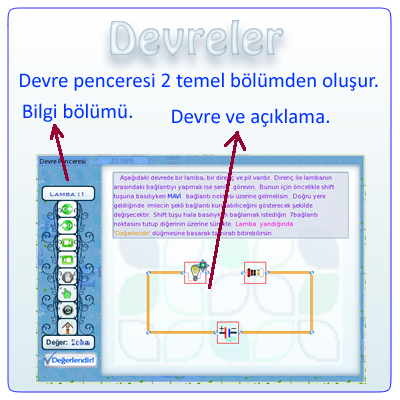 Devreler
Devre penceresi 2 temel bölümden oluşur.
Bilgi bölümü.
Devre ve açıklama.
Devre Penceresi
LAMBA :1
Aşağıdaki devrede bir lamba, bir direnç ve pil vardır. Direnç ile lambanın
arasındaki bağlantıyı yapmak ise senin görevin. Bunun için öncelikle shift
tuşuna basılıyken MAVİ bağlantı noktası üzerine gelmelisin. Doğru yere
geldiğinde imlecin şekli bağlantı kurulabileceğini gösterecek şekilde
değişecektir. Shift tuşu hala basılıyken bağlamak istediğin bağlantı
noktasını tutup diğerinin üzerine sürükle. Lamba yandığında
'Değerlendir' düğmesine basarak tamiratı bitirebilirsin.
Değer:
Değerlendir!